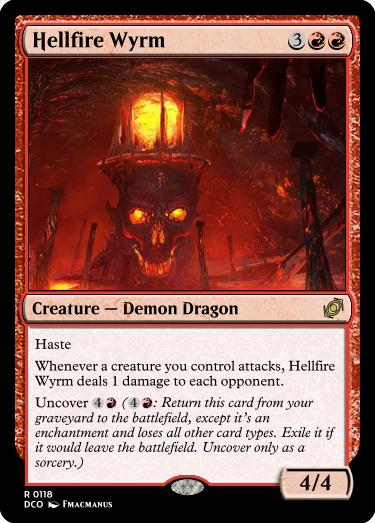 Hellfire Wyrm 3
Creature — Demon Dragon
Haste
Whenever a creature you control attacks, Hellfire
Wyrm deals 1 damage to each opponent.
Uncover 4 (4: Return this card from your
graveyard to the battlefield, except it's an
enchantment and loses all other card types. Exile it if
it would leave the battlefield. Uncover only as a
sorcery.)
4/4
R 0118
DCO Fmacmanus